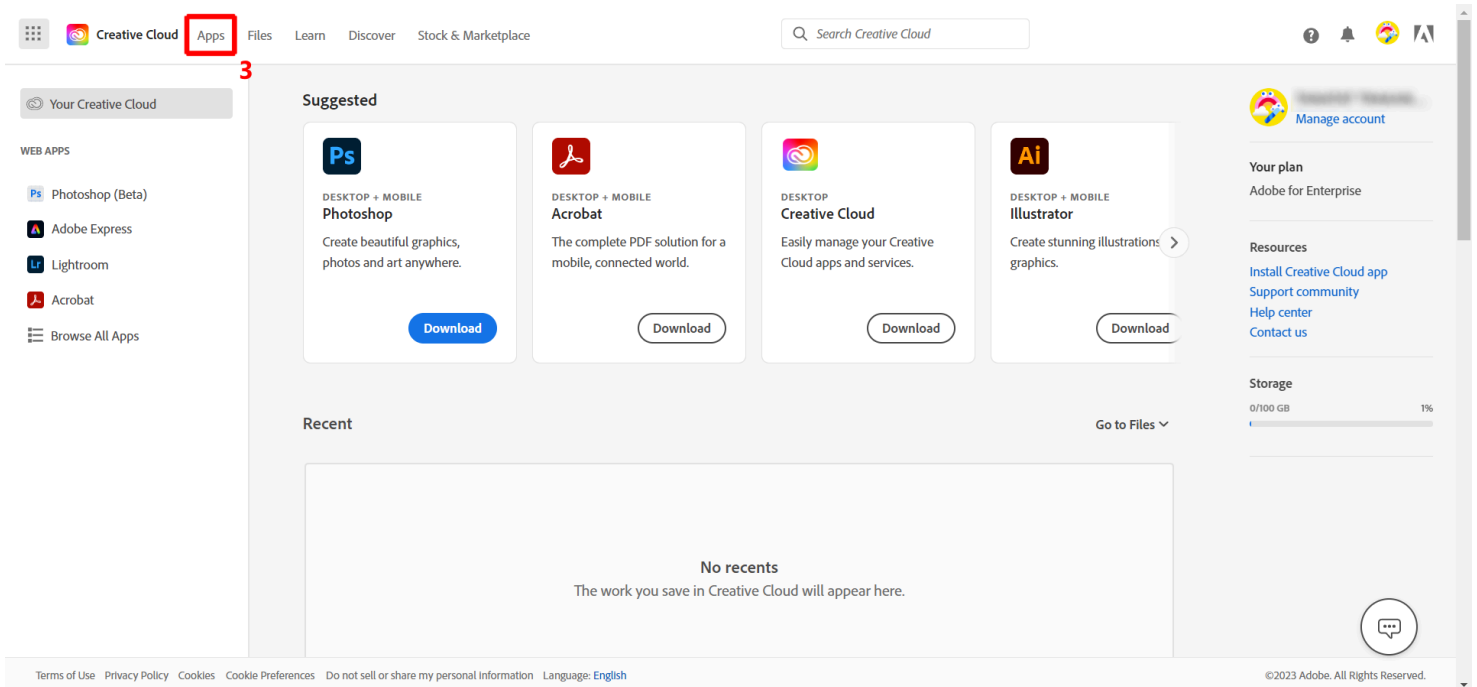 Creative Cloud Apps Files Learn Discover Stock & Marketplace Search Creative Cloud
3
Your Creative Cloud
WEB APPS
Ps Photoshop (Beta)
Adobe Express
Lr Lightroom
Acrobat
Browse All Apps
Suggested
Ps
DESKTOP + MOBILE
Photoshop
Create beautiful graphics,
photos and art anywhere.
Download
DESKTOP + MOBILE
Acrobat
The complete PDF solution for a
mobile, connected world.
Download
DESKTOP
Creative Cloud
Easily manage your Creative
Cloud apps and services.
Download
Ai
DESKTOP + MOBILE
Illustrator
Create stunning illustrations
graphics.
Download
Recent
Go to Files
No recents
The work you save in Creative Cloud will appear here.
Manage account
Your plan
Adobe for Enterprise
Resources
Install Creative Cloud app
Support community
Help center
Contact us
Storage
0/100 GB 1%
Terms of Use Privacy Policy Cookies Cookie Preferences Do not sell or share my personal information Language: English ©2023 Adobe. All Rights Reserved.